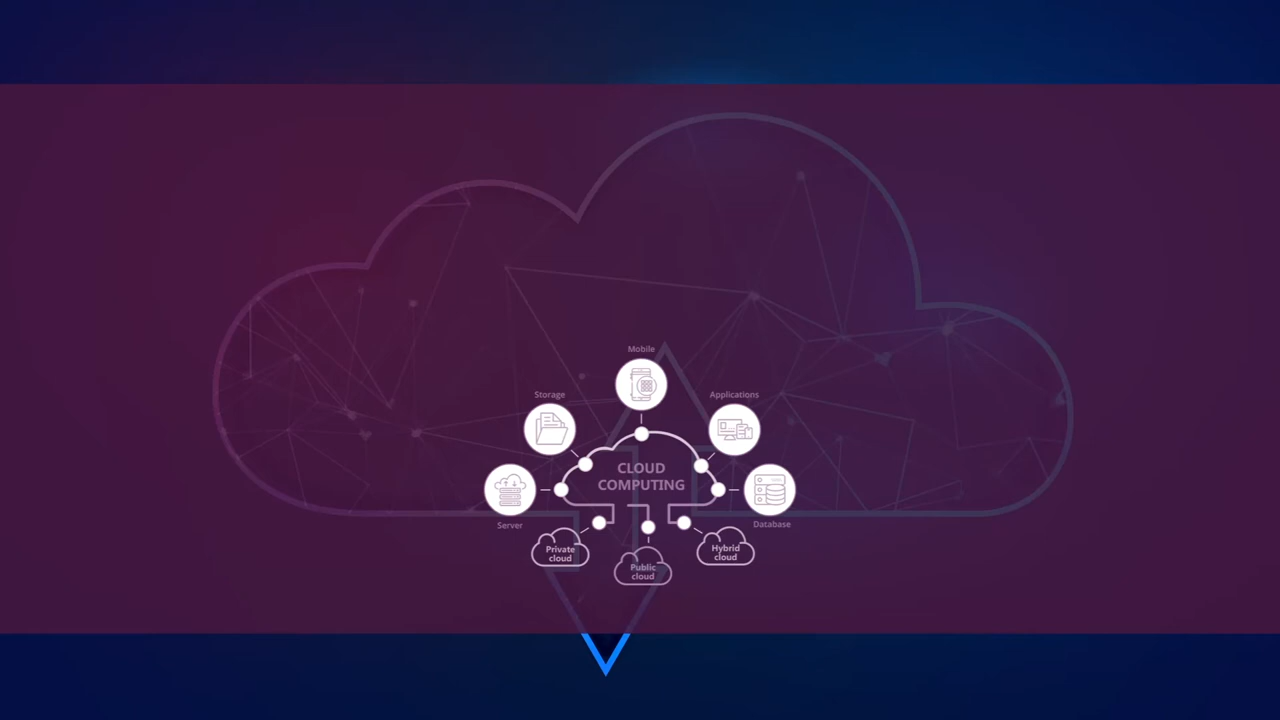 Mobile
Storage
Applications
CLOUD
COMPUTING
Server
Database
Private
cloud
Public
cloud
Hybrid
cloud